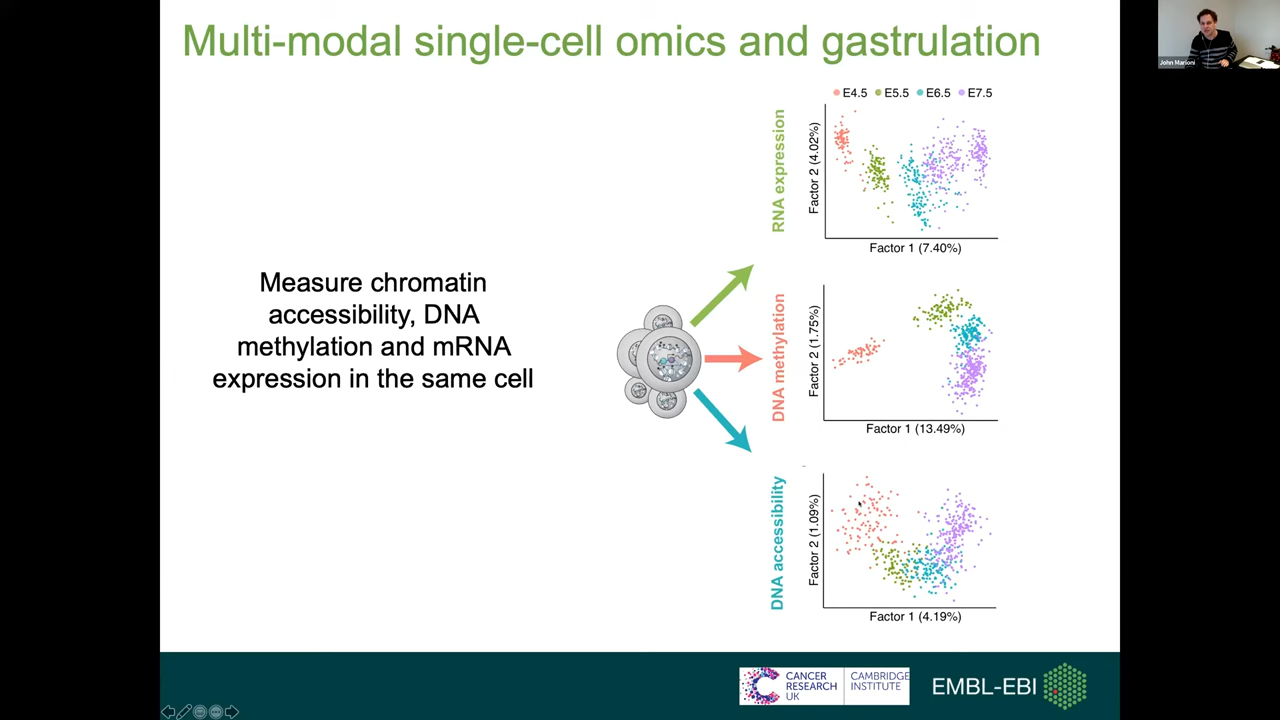 Multi-modal single-cell omics and gastrulation
John Marioni
E4.5 E5.5 E6.5 E7.5
RNA expression
Factor 2 (4.02%)
Factor 1 (7.40%)
Measure chromatin
accessibility, DNA
methylation and mRNA
expression in the same cell
DNA methylation
Factor 2 (1.75%)
Factor 1 (13.49%)
DNA accessibility
Factor 2 (1.09%)
Factor 1 (4.19%)
CANCER
RESEARCH
UK
CAMBRIDGE
INSTITUTE
EMBL-EBI